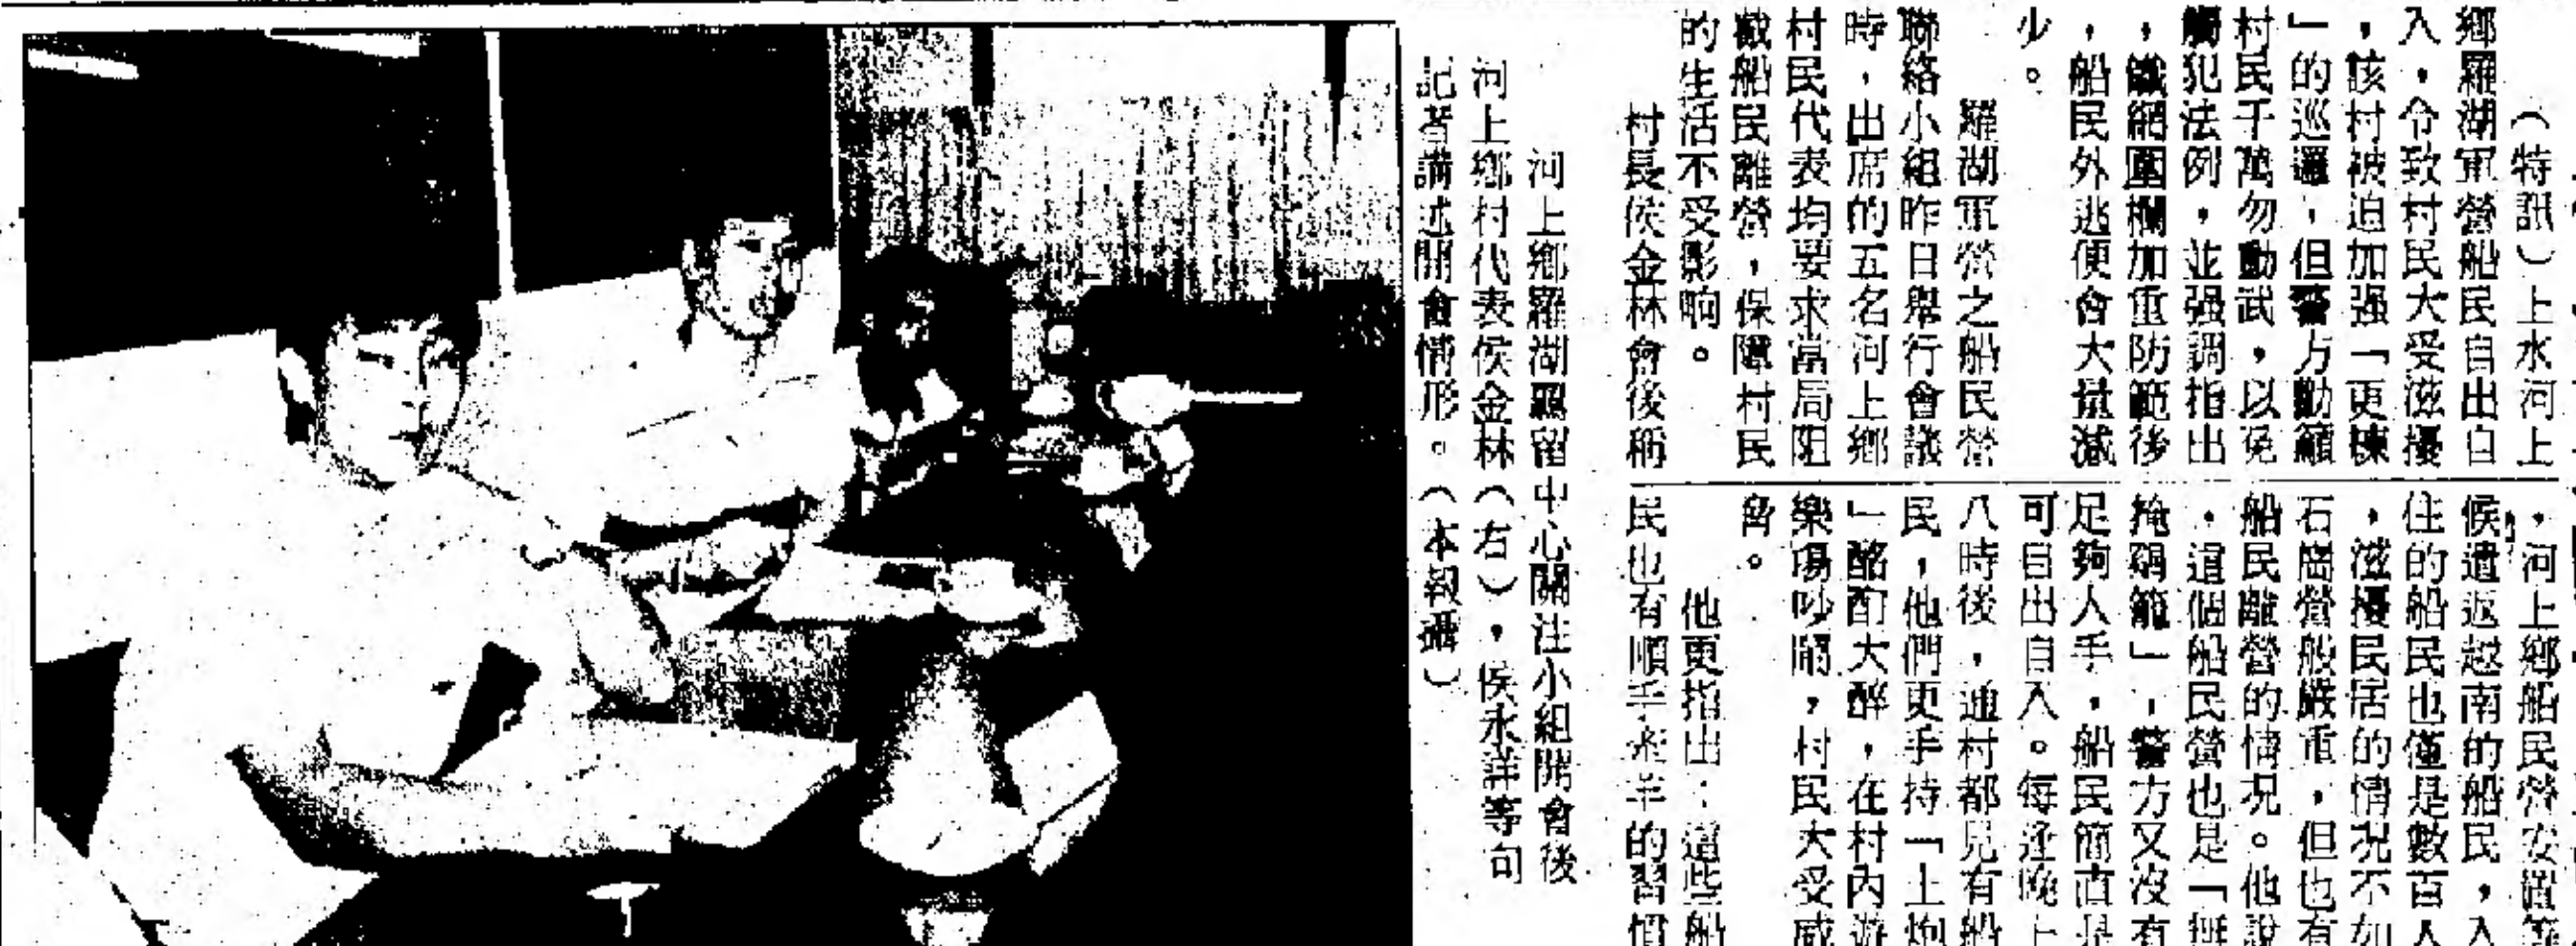 （特訊）上水河上
鄉羅湖軍營船民自出自
入，令致村民大受滋擾
，該村被迫加强「更棟
」的巡邏，但警方勸籲
村民千萬勿動武，以免
觸犯法例，並强調指出
，鐵網圍欄加重防範後
，船民外逃便會大量減
少。
羅湖軍營之船民營
聯絡小組昨日舉行會議
時，出席的五名河上鄉
村民代表均要求當局阻
截船民離營，保障村民
的生活不受影响。
村長侯金林會後稱
，河上鄉船民營安置等
候遣返越南的船民，入
住的船民也僅是數百人
，滋擾民居的情况不如
石崗營般嚴重，但也有
船民離營的情况。他說
，這個船民營也是「無
掩鷄籠」，警方又沒有
足夠人手，船民簡直是
可自出自入。每逢晚上
八時後，通村都見有船
民，他們更手持「土炮
」酩酊大醉，在村內遊
樂塲吵鬧，村民大受威
脅。
他更指出：這些船
民也有順手牽羊的習慣
河上鄉羅湖羈留中心關注小組開會後
河上鄉村代表侯金林（右），侯永祥等向
記者講述開會情形。（本報攝）